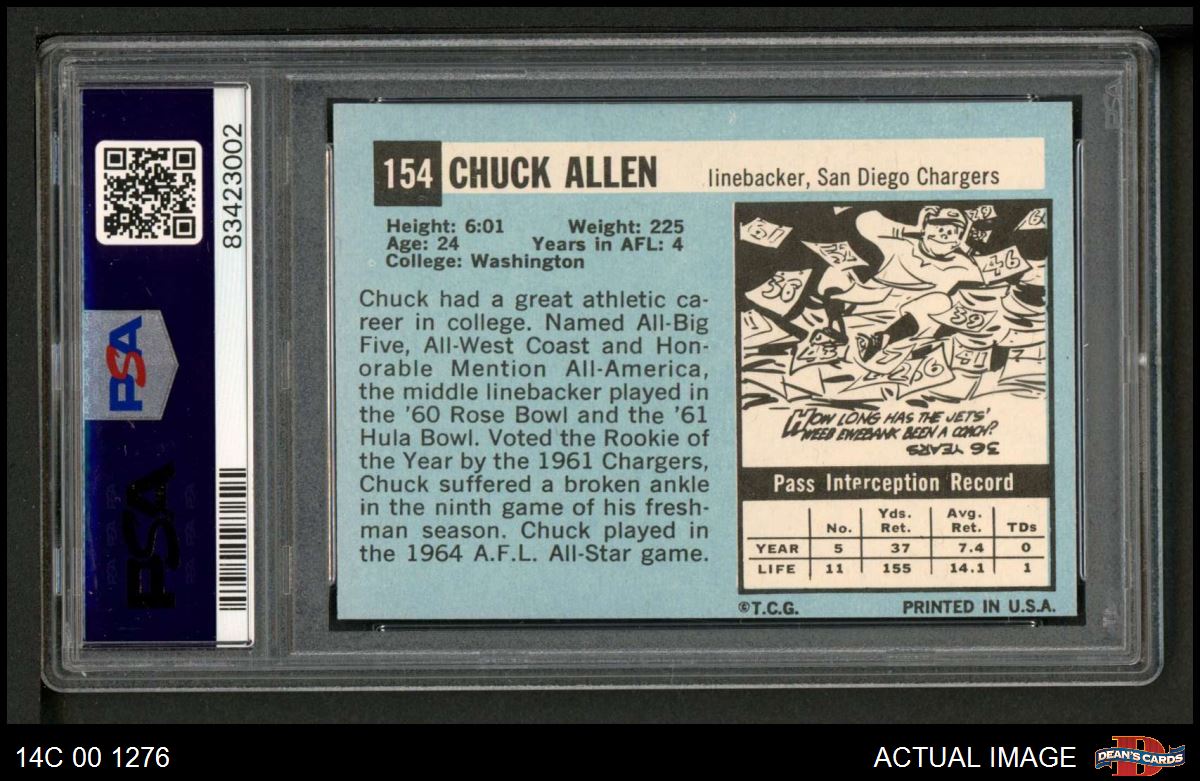 PSA
83423002
PSA
154 CHUCK ALLEN linebacker, San Diego Chargers
Height: 6:01 Weight: 225
Age: 24 Years in AFL: 4
College: Washington
Chuck had a great athletic ca-
reer in college. Named All-Big
Five, All-West Coast and Hon-
orable Mention All-America,
the middle linebacker played in
the '60 Rose Bowl and the '61
Hula Bowl. Voted the Rookie of
the Year by the 1961 Chargers,
Chuck suffered a broken ankle
in the ninth game of his fresh-
man season. Chuck played in
the 1964 A.F.L. All-Star game.
46
36
39
41
HOW LONG HAS THE JETS'
WEEB EWEBANK BEEN A COACH?
36 YEARS
Pass Interception Record
No. Yds. Ret. Avg. Ret. TDs
YEAR 5 37 7.4 0
LIFE 11 155 14.1 1
©T.C.G. PRINTED IN U.S.A.
14C 00 1276 ACTUAL IMAGE DEAN'S CARDS